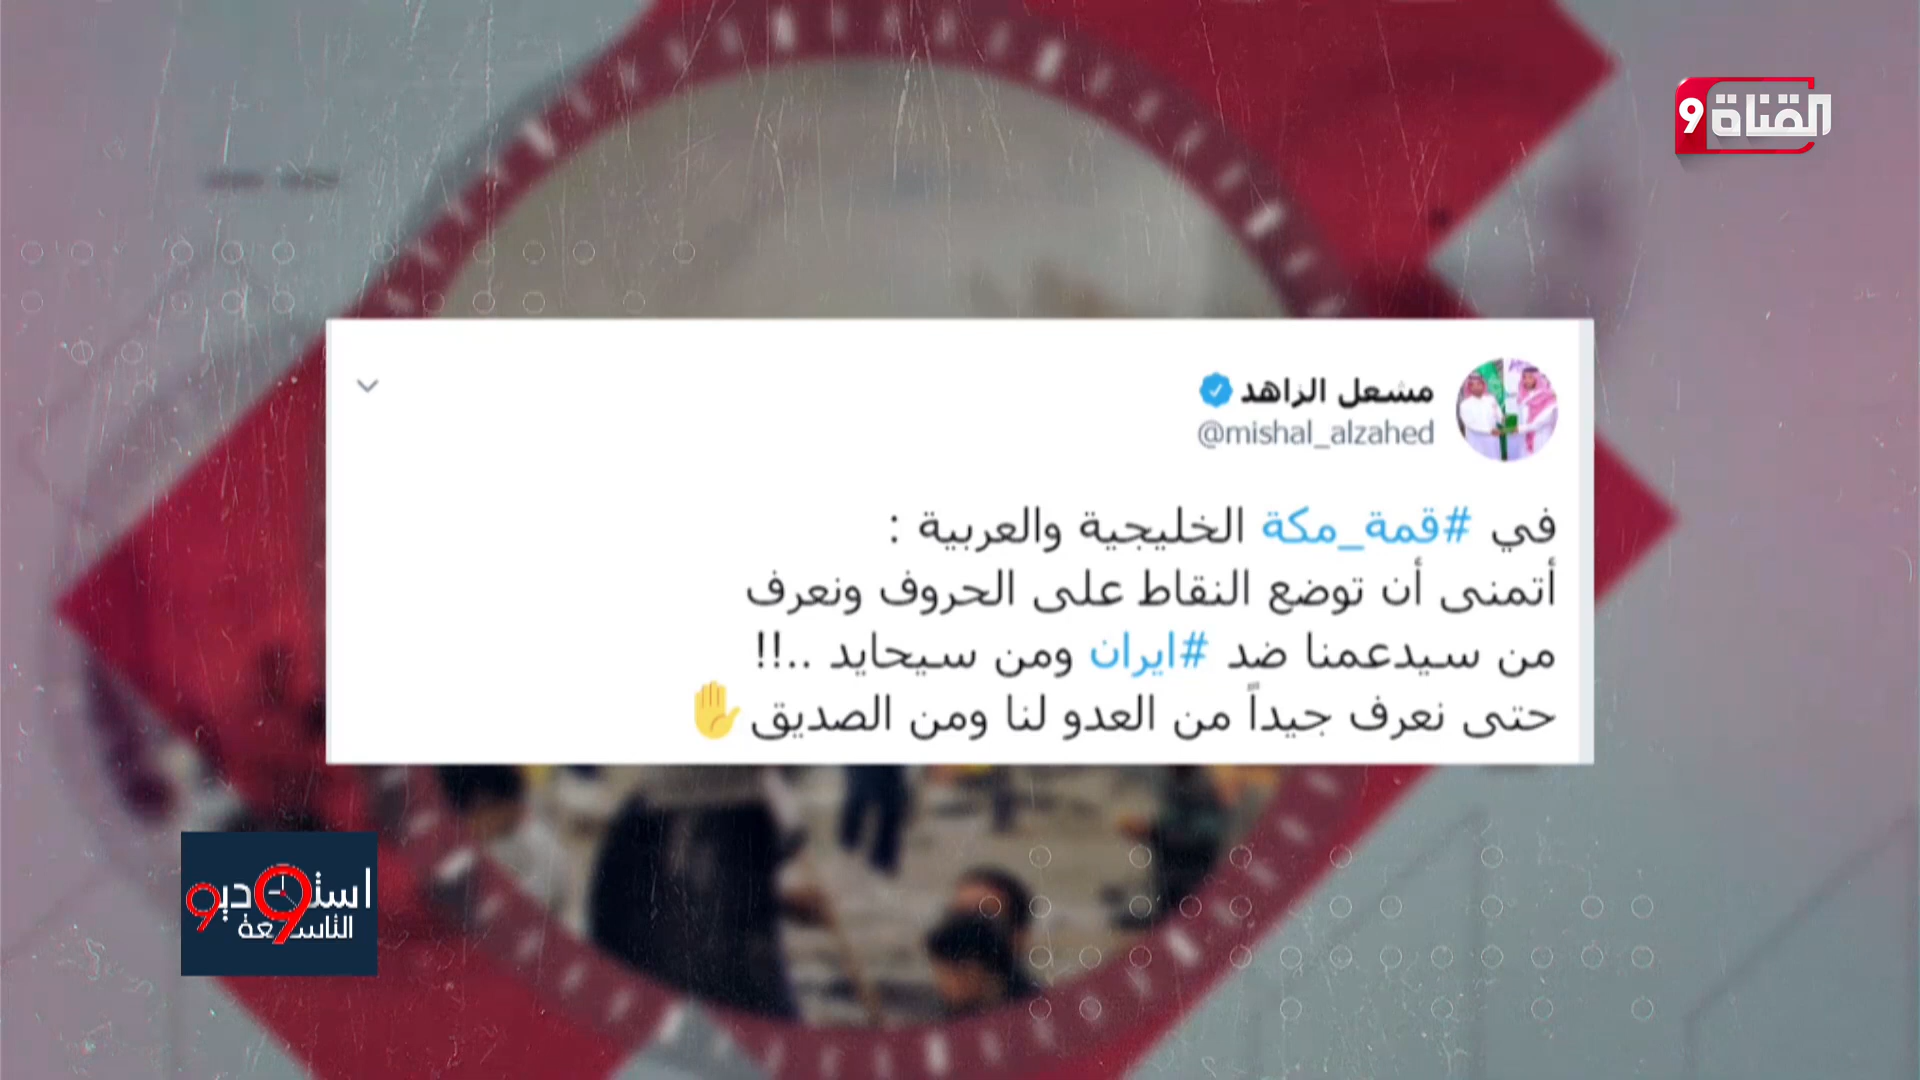 القناة 9
مشعل الزاهد
@mishal_alzahed
في #قمة_مكة الخليجية والعربية :
أتمنى أن توضع النقاط على الحروف ونعرف
من سيدعمنا ضد #ايران ومن سيحايد ..!!
حتى نعرف جيداً من العدو لنا ومن الصديق✋
استوديو 9
التاسعة